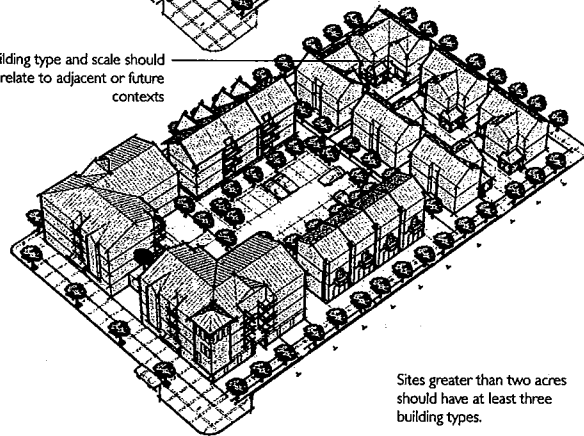 ilding type and scale should
relate to adjacent or future
contexts
Sites greater than two acres
should have at least three
building types.